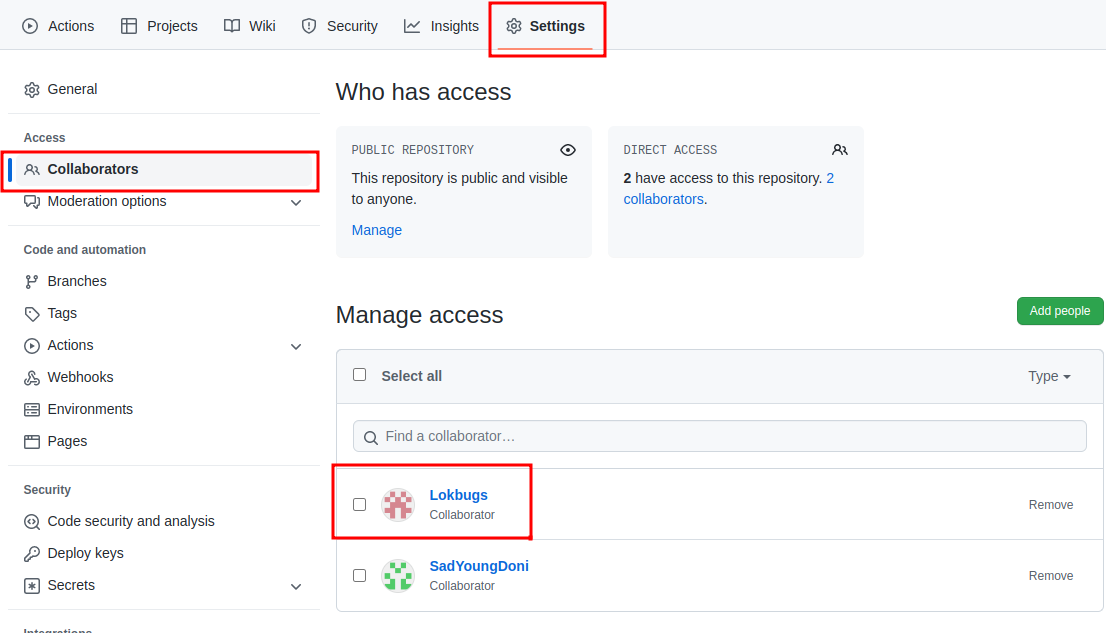 Actions Projects Wiki Security Insights Settings
General
Access
Collaborators
Moderation options
Code and automation
Branches
Tags
Actions
Webhooks
Environments
Pages
Security
Code security and analysis
Deploy keys
Secrets
Integrations
Who has access
PUBLIC REPOSITORY
This repository is public and visible
to anyone.
Manage
DIRECT ACCESS
2 have access to this repository. 2
collaborators.
Manage access
Add people
Select all
Type
Find a collaborator…
Lokbugs
Collaborator
Remove
SadYoungDoni
Collaborator
Remove